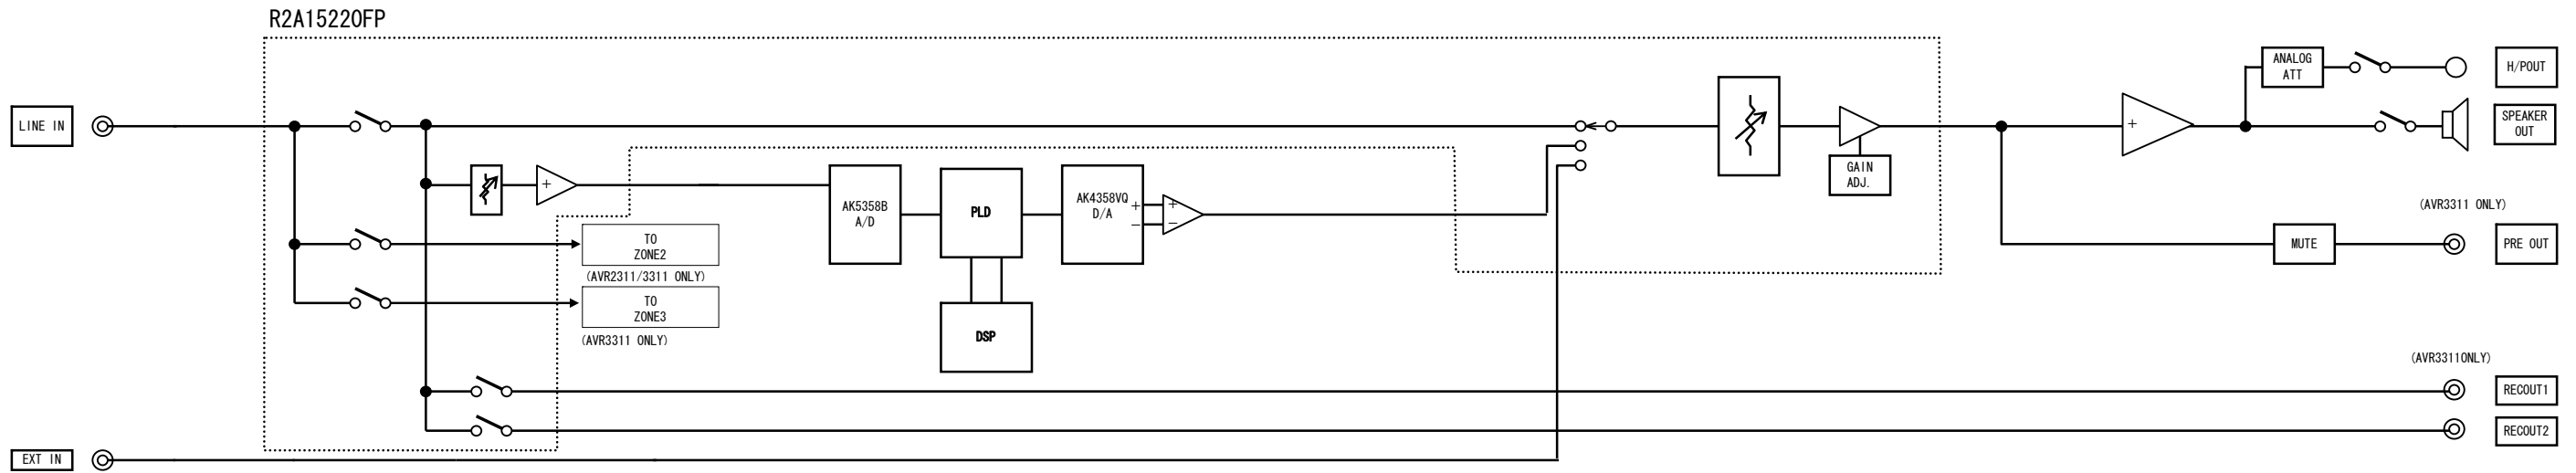 R2A15220FP
LINE IN
ANALOG
ATT
H/POUT
SPEAKER
OUT
+
GAIN
ADJ.
+
AK5358B
A/D
PLD
AK4358VQ
D/A
+
−
+
−
DSP
TO
ZONE2
(AVR2311/3311 ONLY)
TO
ZONE3
(AVR3311 ONLY)
(AVR3311 ONLY)
MUTE
PRE OUT
(AVR3311ONLY)
RECOUT1
RECOUT2
EXT IN